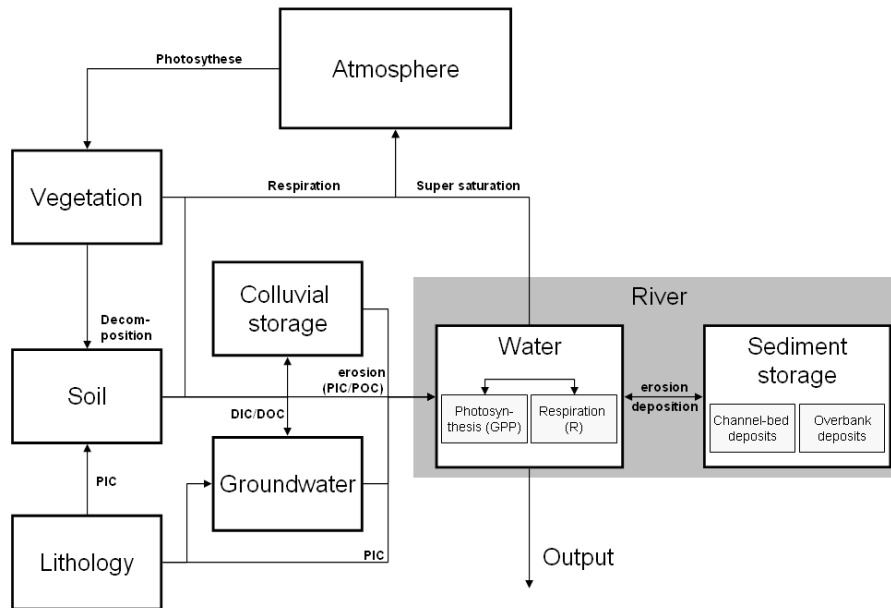 Photosythese
Atmosphere
Vegetation
Respiration
Super saturation
Decom-
position
Colluvial
storage
River
Water
Sediment
storage
Soil
erosion
(PIC/POC)
DIC/DOC
Photosyn-
thesis (GPP)
Respiration
(R)
erosion
deposition
Channel-bed
deposits
Overbank
deposits
PIC
Groundwater
Lithology
PIC
Output